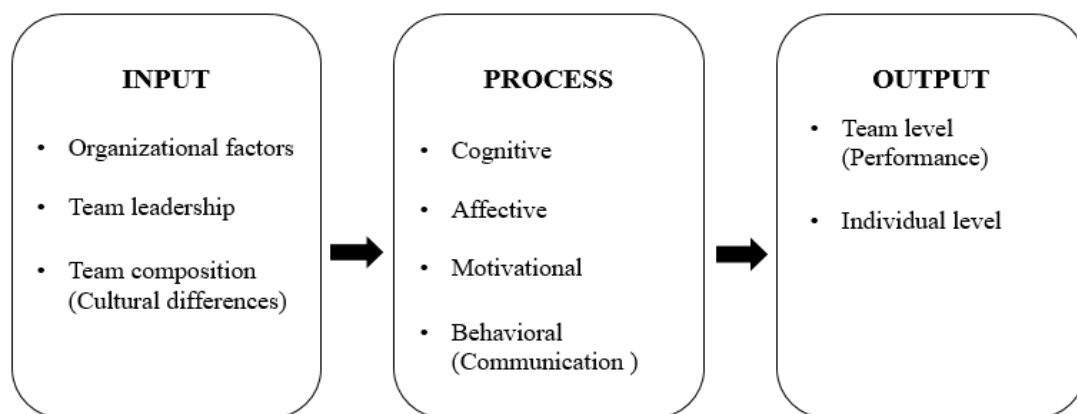 INPUT
• Organizational factors
• Team leadership
• Team composition
(Cultural differences)
PROCESS
• Cognitive
• Affective
• Motivational
• Behavioral
(Communication )
OUTPUT
• Team level
(Performance)
• Individual level